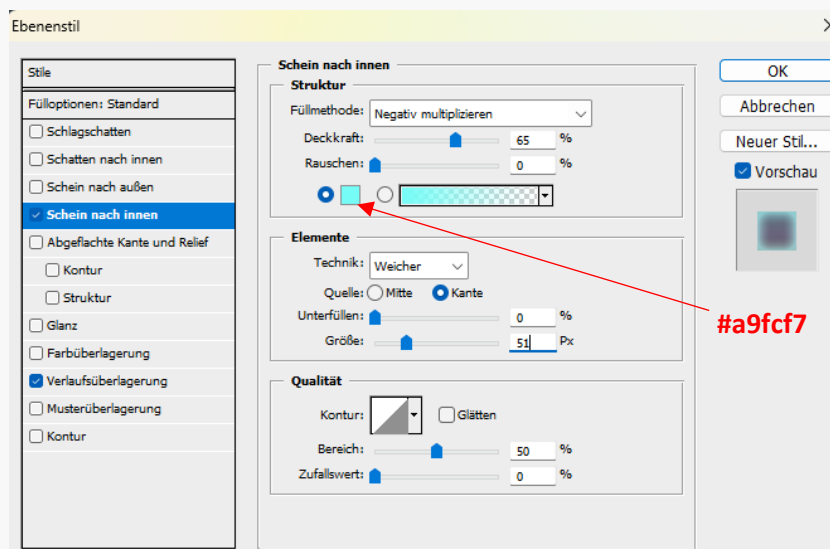 Ebenenstil
Stile
Fülloptionen: Standard
Schlagschatten
Schatten nach innen
Schein nach außen
Schein nach innen
Abgeflachte Kante und Relief
Kontur
Struktur
Glanz
Farbüberlagerung
Verlaufsüberlagerung
Musterüberlagerung
Kontur
Schein nach innen
Struktur
Füllmethode: Negativ multiplizieren
Deckkraft: 65 %
Rauschen: 0 %
Elemente
Technik: Weicher
Quelle: Mitte Kante
Unterfüllen: 0 %
Größe: 51 Px
Qualität
Kontur: Glätten
Bereich: 50 %
Zufallswert: 0 %
OK
Abbrechen
Neuer Stil...
Vorschau
#a9fcf7